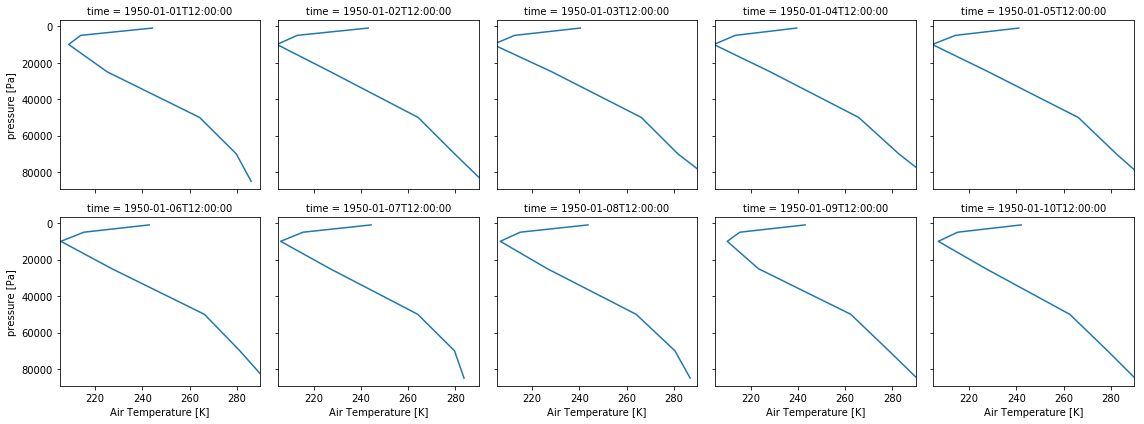 time = 1950-01-01T12:00:00
time = 1950-01-02T12:00:00
time = 1950-01-03T12:00:00
time = 1950-01-04T12:00:00
time = 1950-01-05T12:00:00
0
20000
40000
60000
80000
pressure [Pa]
220 240 260 280
time = 1950-01-06T12:00:00
time = 1950-01-07T12:00:00
time = 1950-01-08T12:00:00
time = 1950-01-09T12:00:00
time = 1950-01-10T12:00:00
0
20000
40000
60000
80000
pressure [Pa]
220 240 260 280
220 240 260 280
220 240 260 280
220 240 260 280
220 240 260 280
Air Temperature [K]
Air Temperature [K]
Air Temperature [K]
Air Temperature [K]
Air Temperature [K]